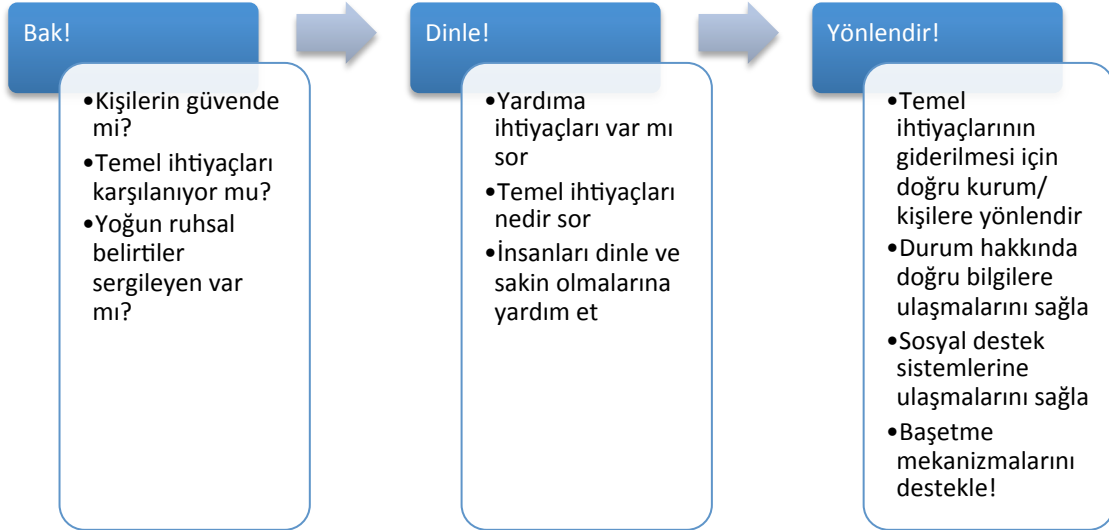 Bak!
•Kişilerin güvende
mi?
•Temel ihtiyaçları
karşılanıyor mu?
•Yoğun ruhsal
belirtiler
sergileyen var
mı?
Dinle!
•Yardıma
ihtiyaçları var mı
sor
•Temel ihtiyaçları
nedir sor
•İnsanları dinle ve
sakin olmalarına
yardım et
Yönlendir!
•Temel
ihtiyaçlarının
giderilmesi için
doğru kurum/
kişilere yönlendir
•Durum hakkında
doğru bilgilere
ulaşmalarını sağla
•Sosyal destek
sistemlerine
ulaşmalarını sağla
•Başetme
mekanizmalarını
destekle!